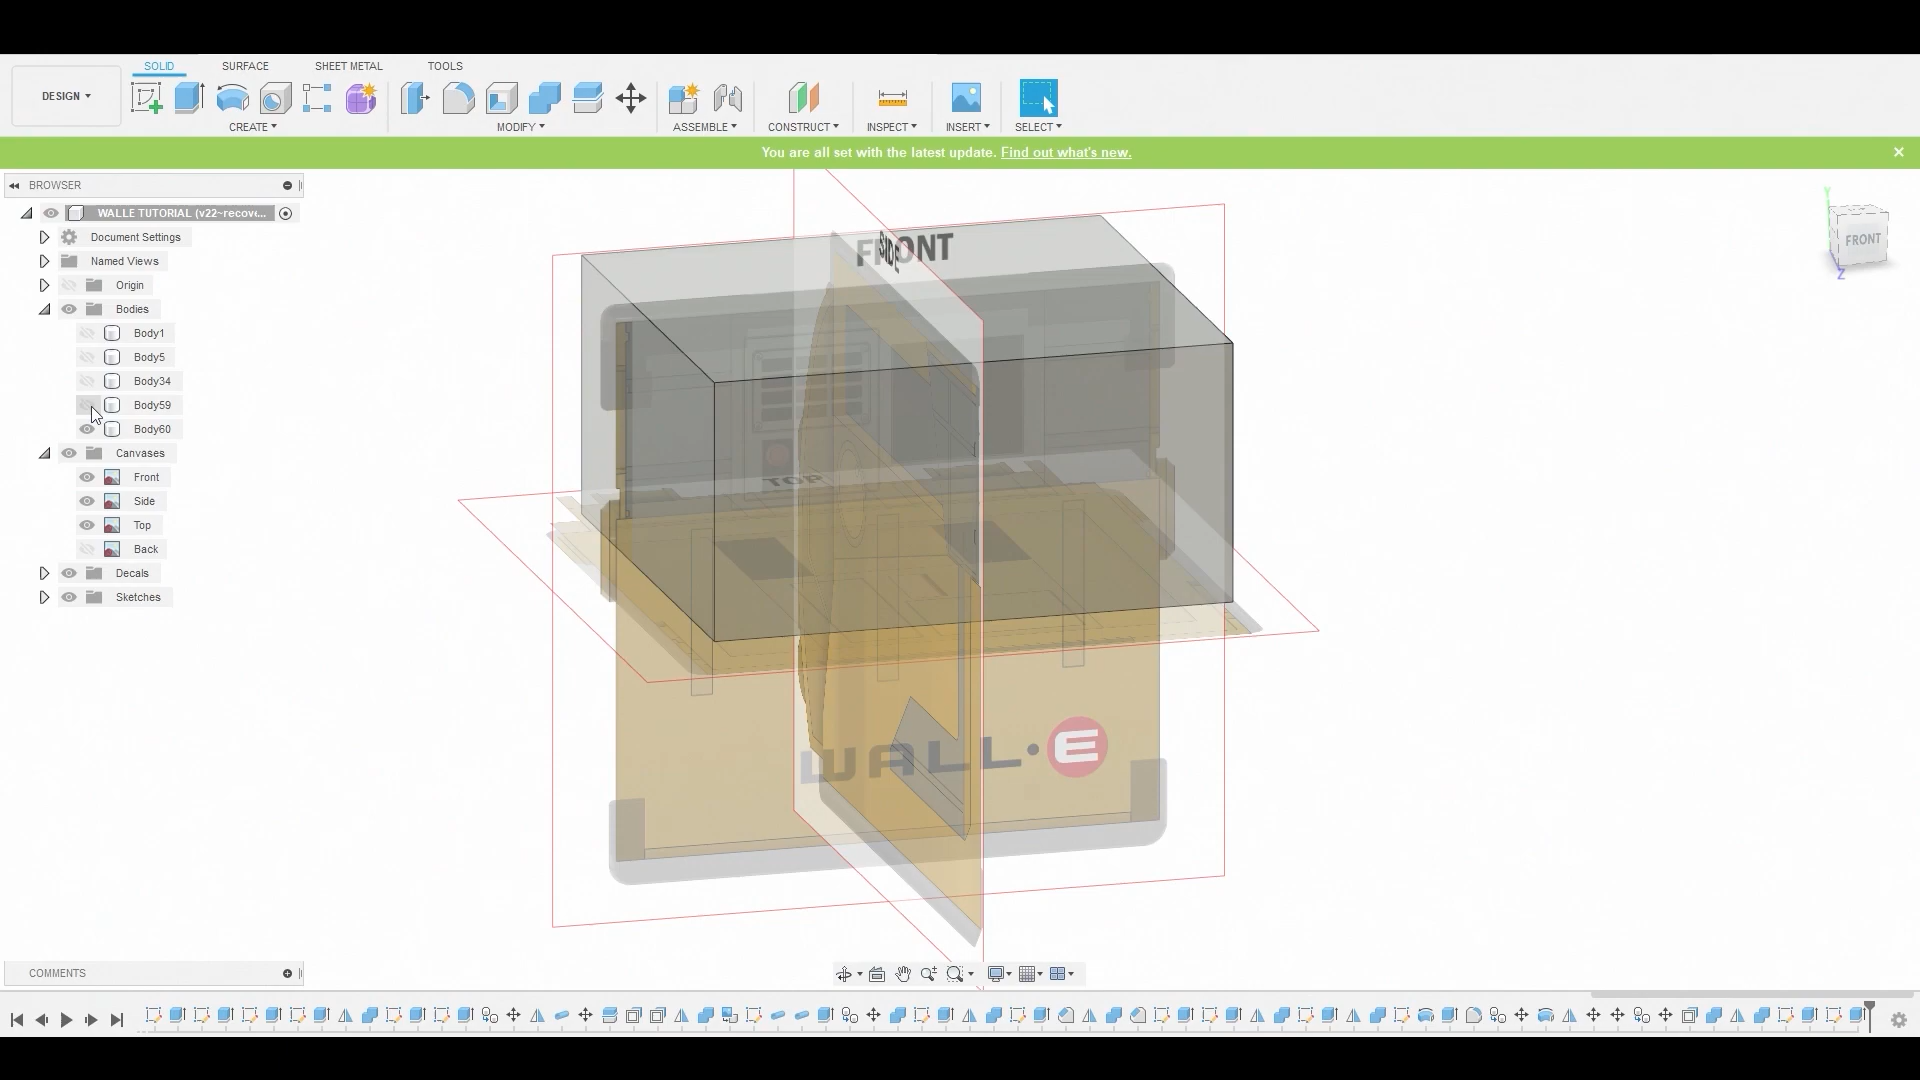 SOLID SURFACE SHEET METAL TOOLS
DESIGN
CREATE MODIFY ASSEMBLE CONSTRUCT INSPECT INSERT SELECT
You are all set with the latest update. Find out what's new.
BROWSER
WALLE TUTORIAL (v22~recov...
Document Settings
Named Views
Origin
Bodies
Body1
Body5
Body34
Body59
Body60
Canvases
Front
Side
Top
Back
Decals
Sketches
FRONT
SIDE
TOP
WALL•E
FRONT
Y
Z
COMMENTS